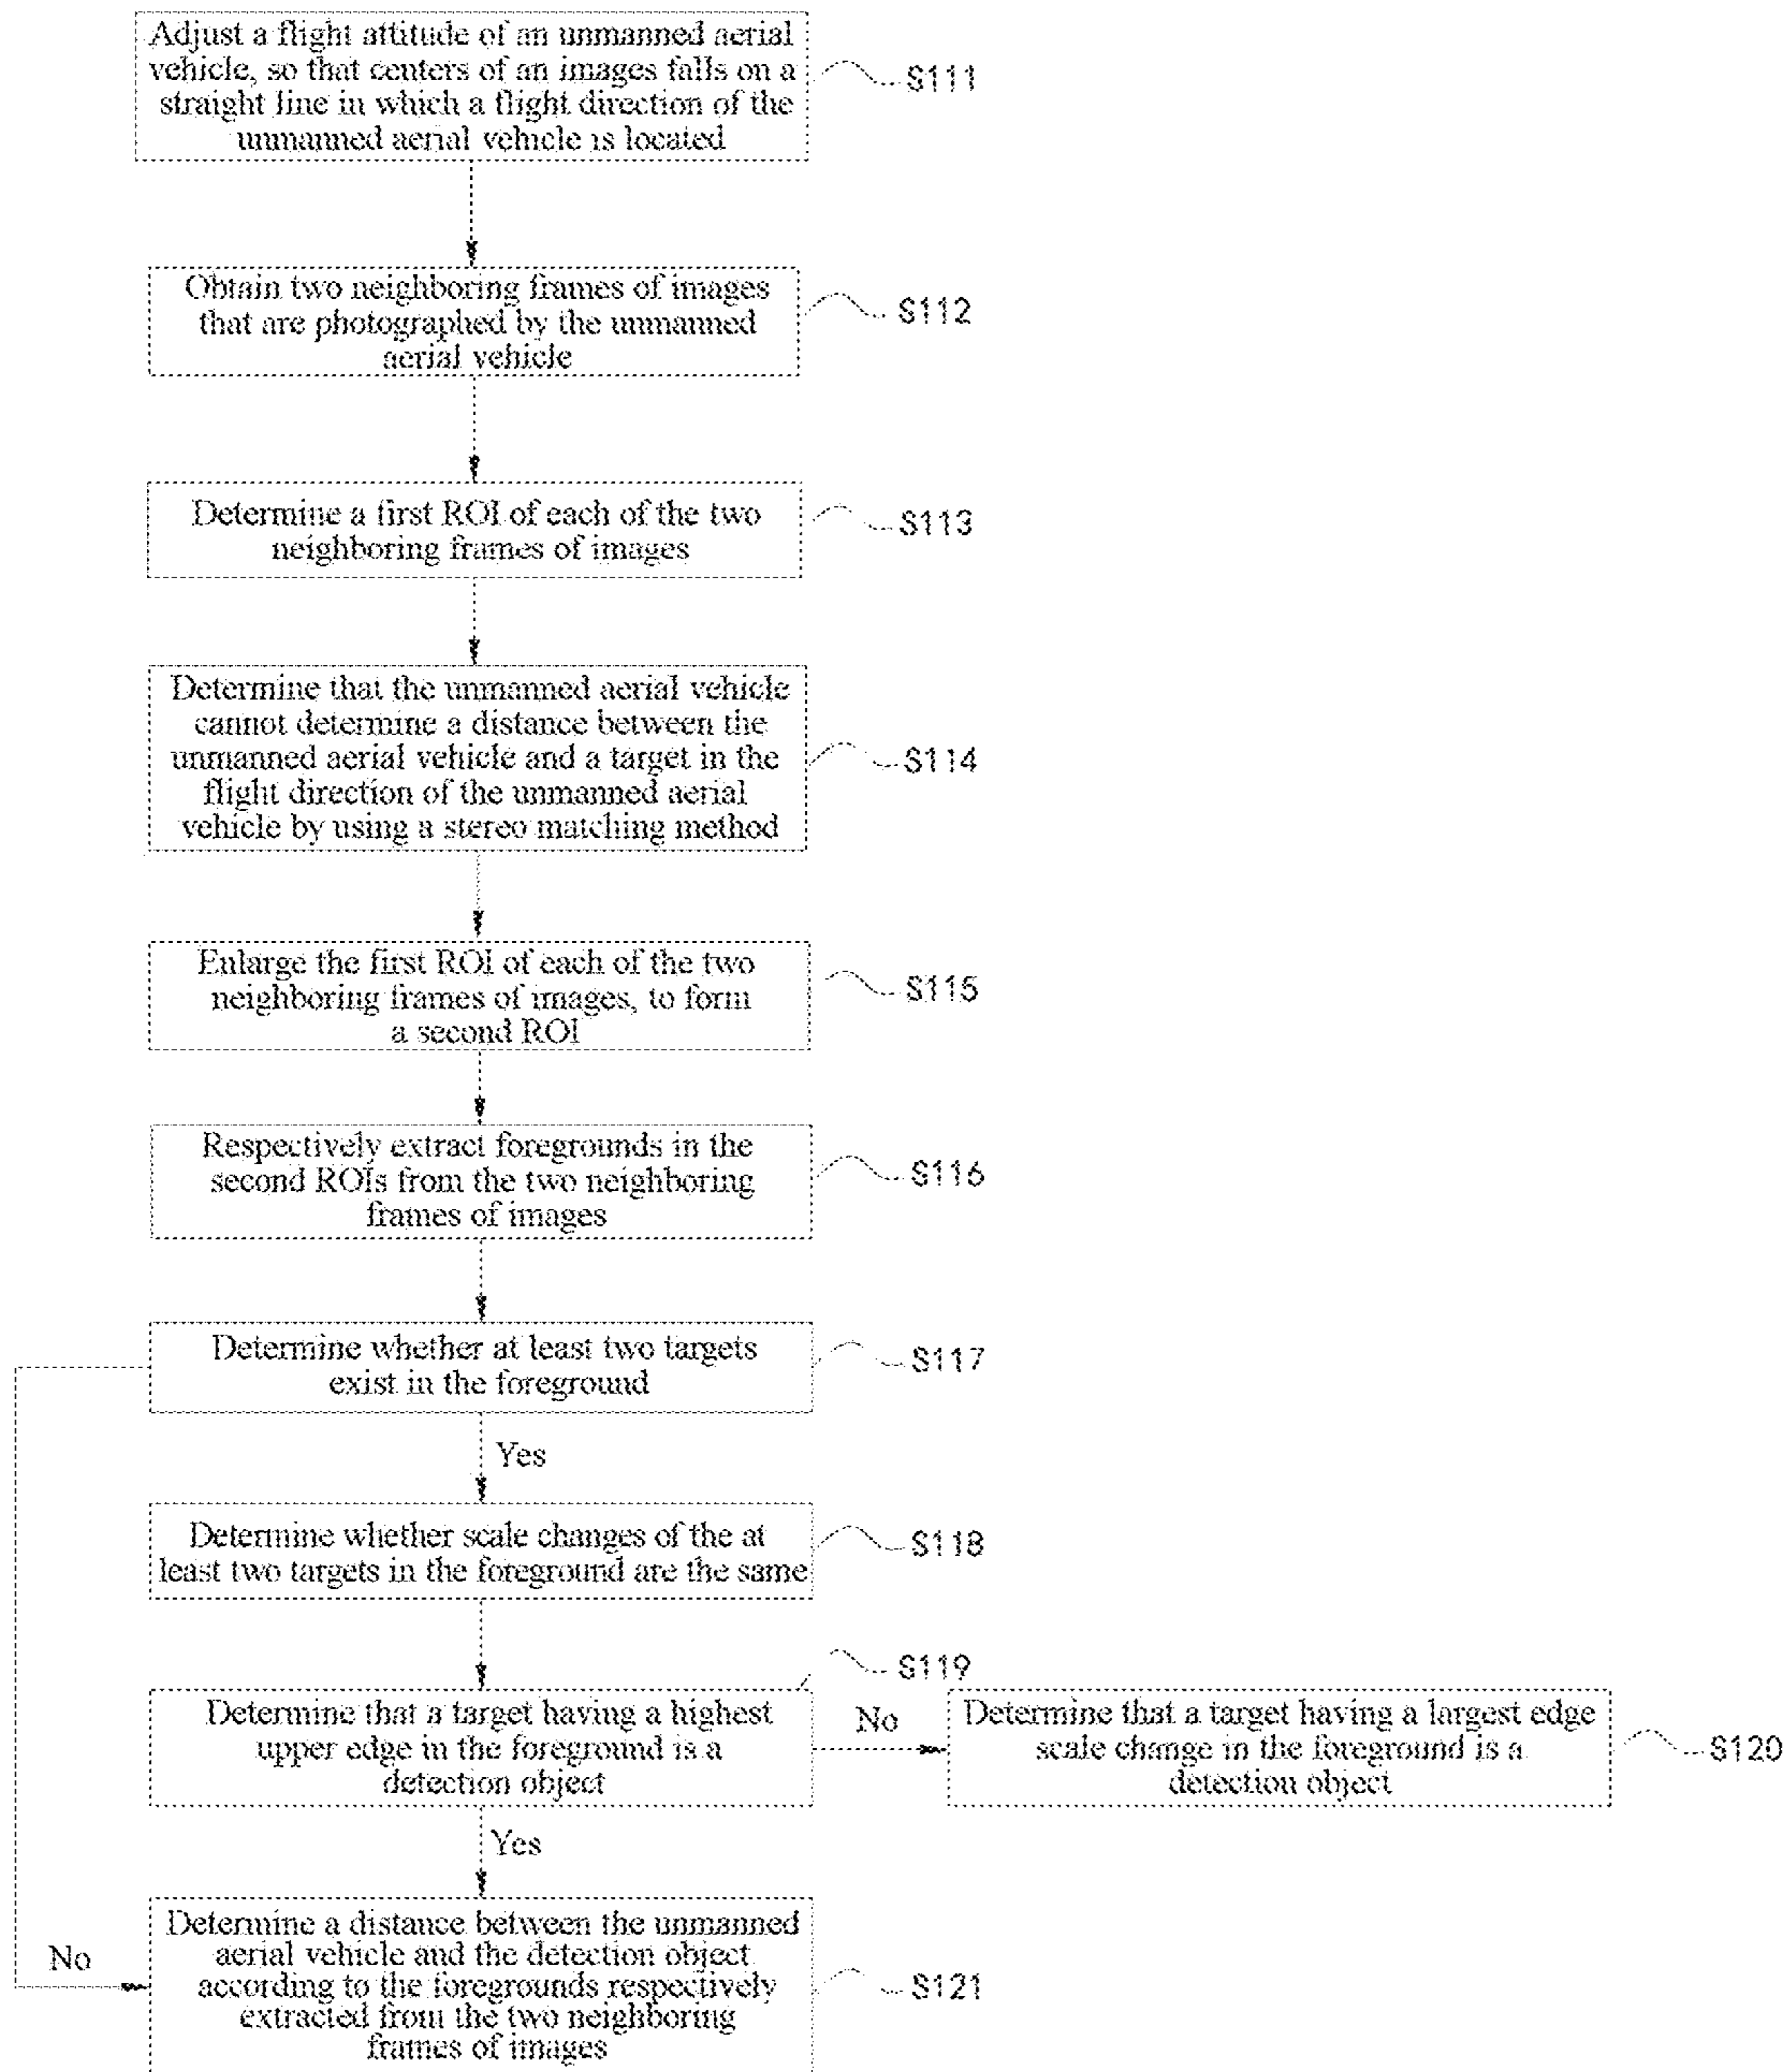 Adjust a flight attitude of an unmanned aerial
vehicle, so that centers of an images falls on a
straight line in which a flight direction of the
unmanned aerial vehicle is located
S111
Obtain two neighboring frames of images
that are photographed by the unmanned
aerial vehicle
S112
Determine a first ROI of each of the two
neighboring frames of images
S113
Determine that the unmanned aerial vehicle
cannot determine a distance between the
unmanned aerial vehicle and a target in the
flight direction of the unmanned aerial
vehicle by using a stereo matching method
S114
Enlarge the first ROI of each of the two
neighboring frames of images, to form
a second ROI
S115
Respectively extract foregrounds in the
second ROIs from the two neighboring
frames of images
S116
Determine whether at least two targets
exist in the foreground
S117
Yes
Determine whether scale changes of the at
least two targets in the foreground are the same
S118
S119
Determine that a target having a highest
upper edge in the foreground is a
detection object
No
Determine that a target having a largest edge
scale change in the foreground is a
detection object
S120
Yes
No
Determine a distance between the unmanned
aerial vehicle and the detection object
according to the foregrounds respectively
extracted from the two neighboring
frames of images
S121